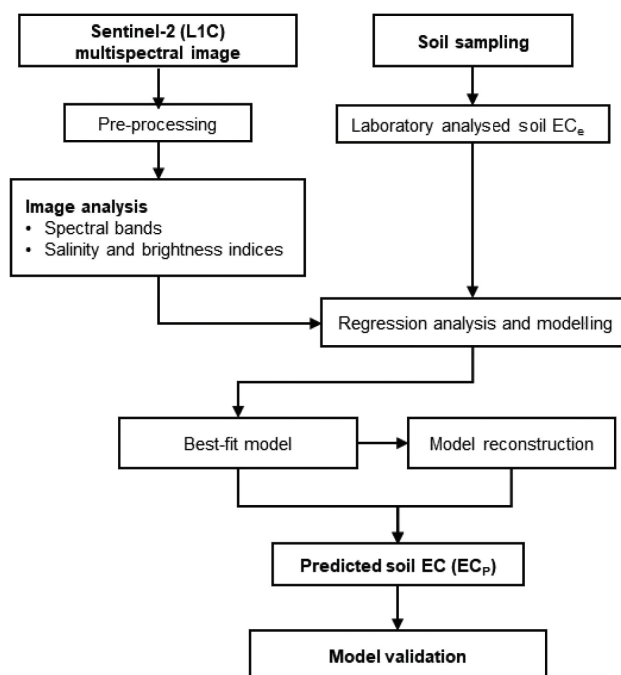 Sentinel-2 (L1C)
multispectral image
Soil sampling
Pre-processing
Laboratory analysed soil ECₑ
Image analysis
• Spectral bands
• Salinity and brightness indices
Regression analysis and modelling
Best-fit model
Model reconstruction
Predicted soil EC (EC_P)
Model validation